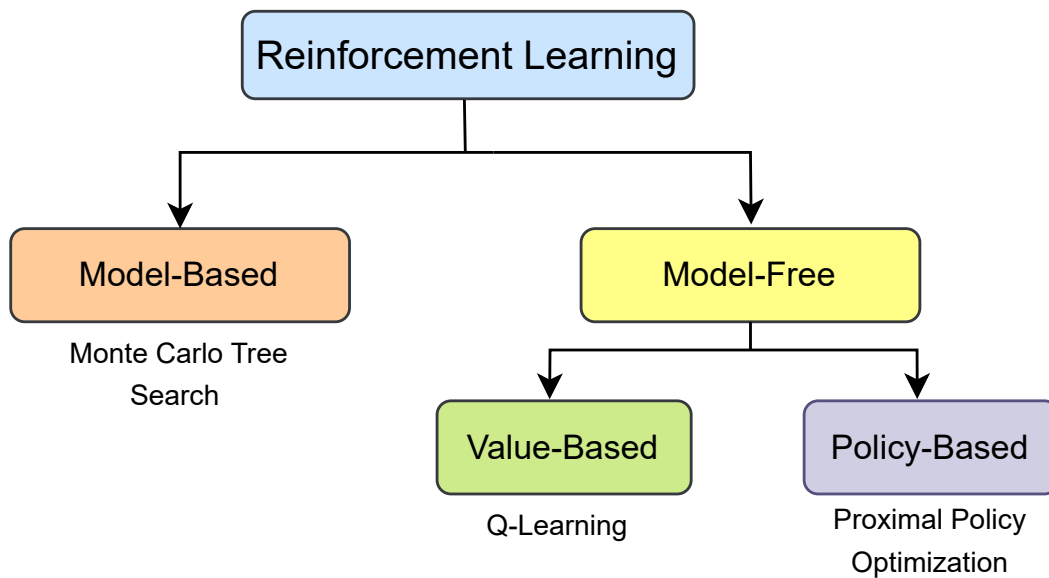 Reinforcement Learning
Model-Based
Model-Free
Monte Carlo Tree
Search
Value-Based
Policy-Based
Q-Learning
Proximal Policy
Optimization